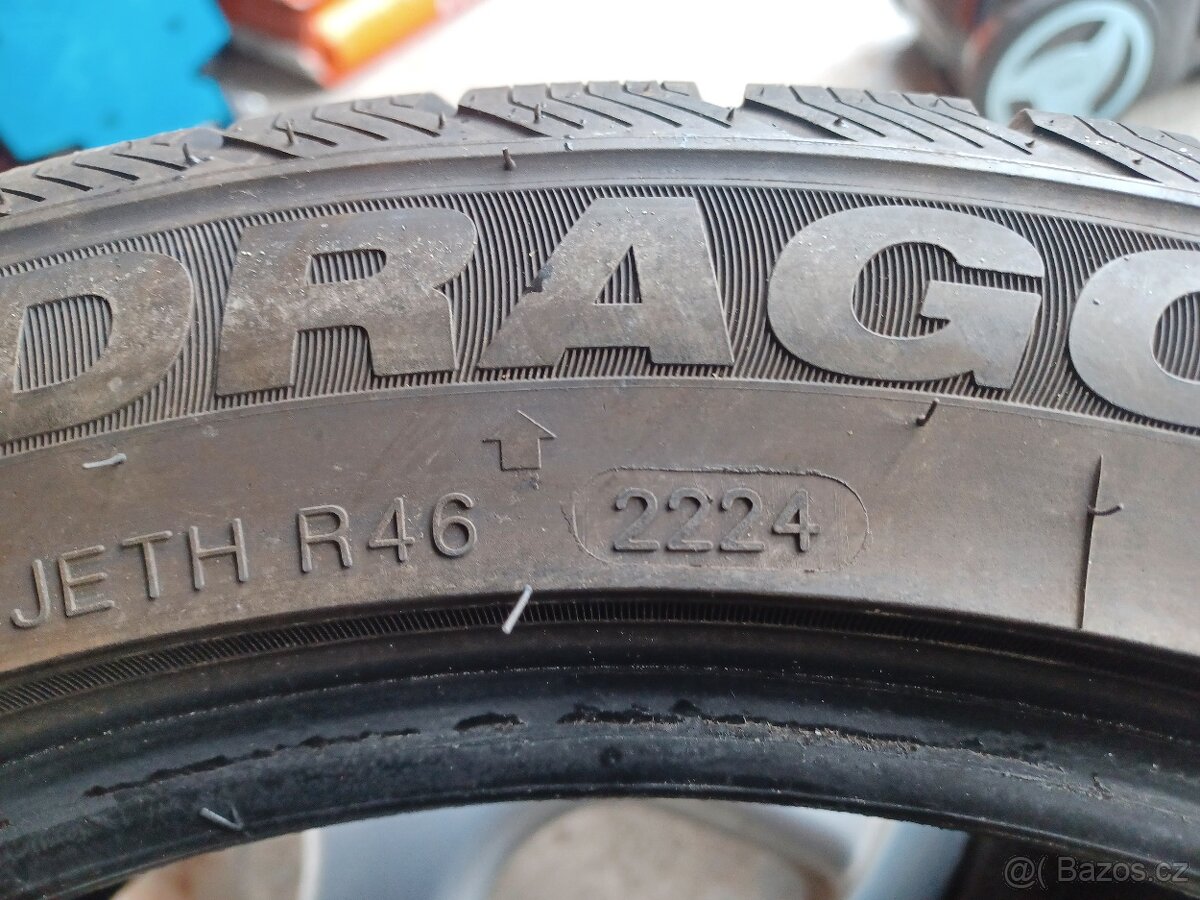 DRAGO
JETH R46 2224
@( Bazos.cz